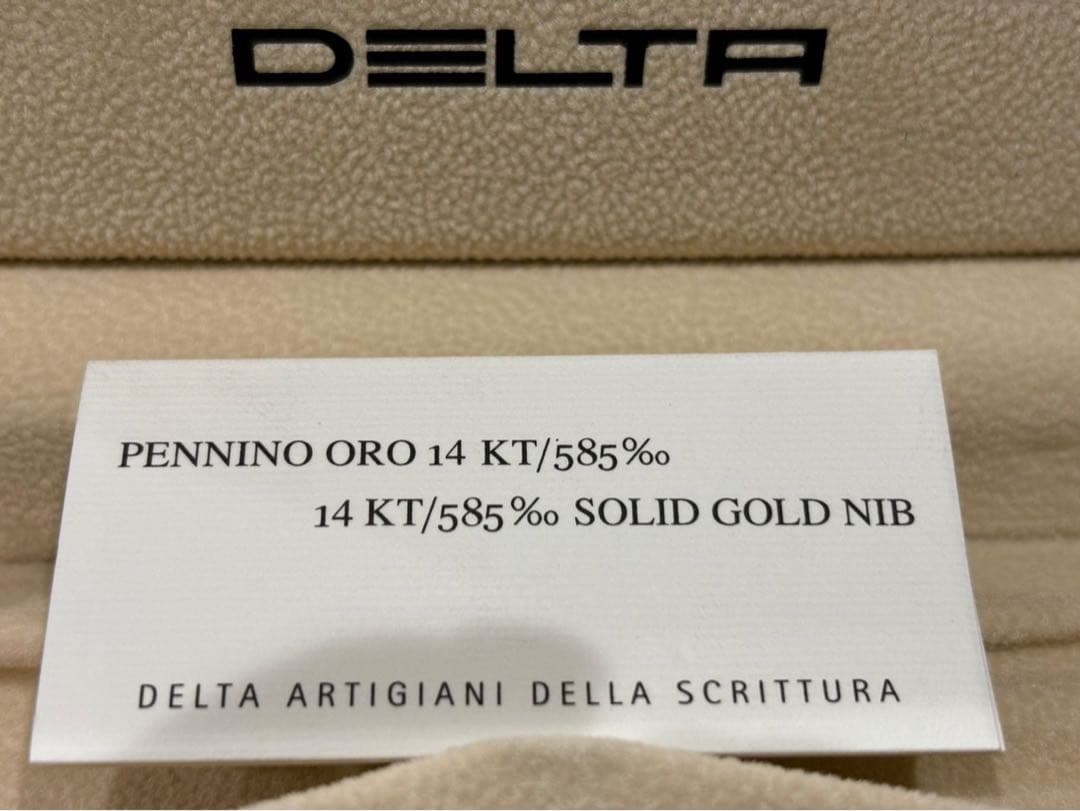 DELTA
PENNINO ORO 14 KT/585‰
14 KT/585‰ SOLID GOLD NIB
DELTA ARTIGIANI DELLA SCRITTURA